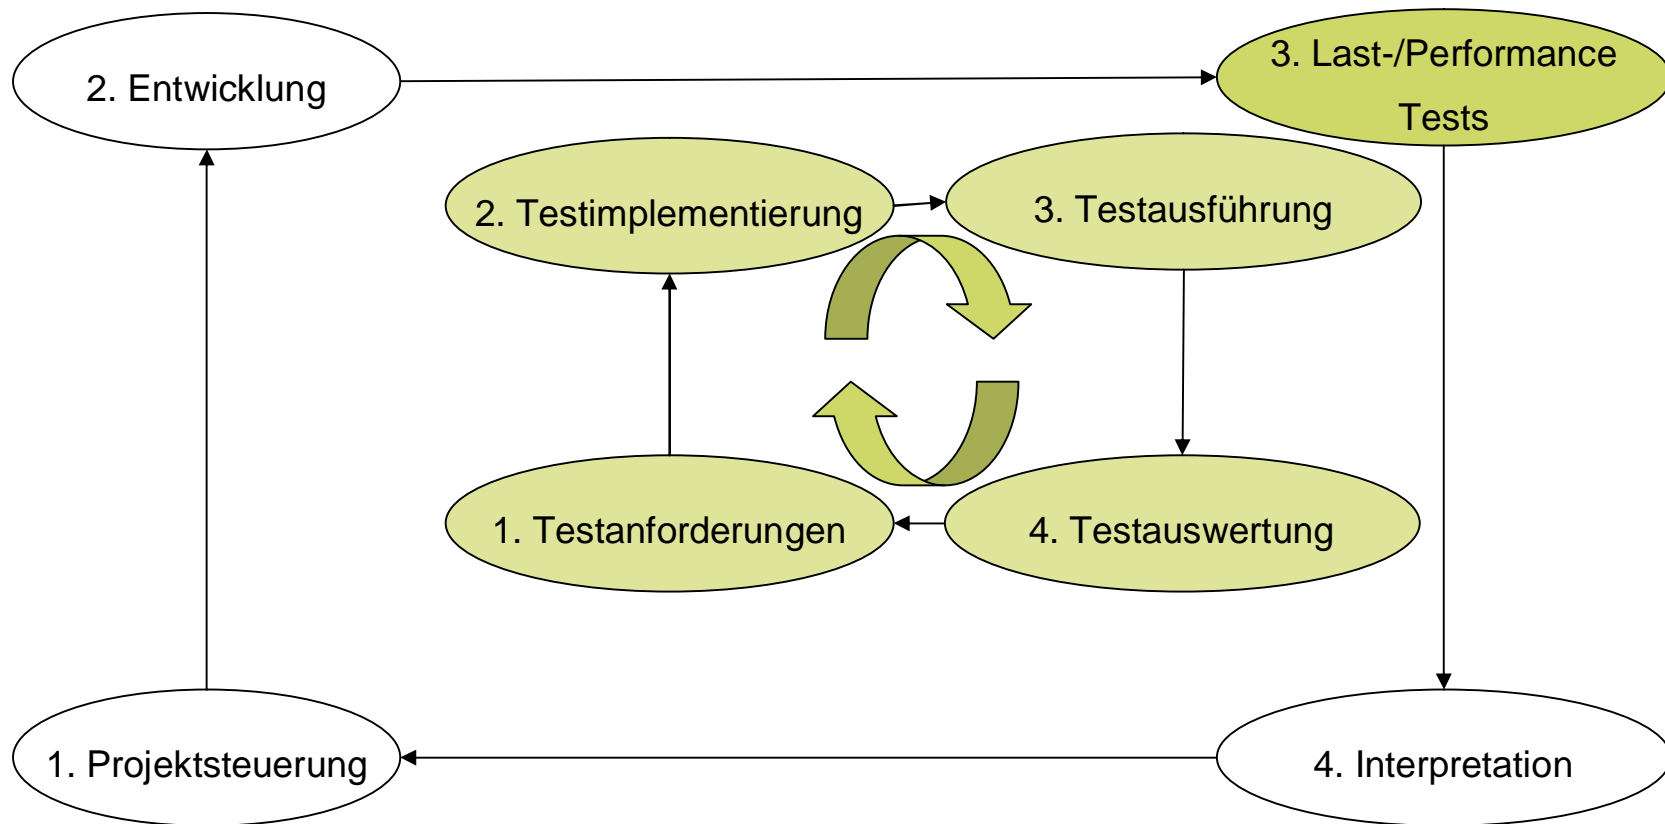 2. Entwicklung
3. Last-/Performance
Tests
2. Testimplementierung
3. Testausführung
1. Testanforderungen
4. Testauswertung
1. Projektsteuerung
4. Interpretation